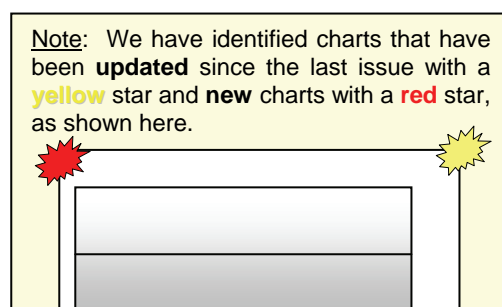 Note:  We have identified charts that have
been updated since the last issue with a
yellow star and new charts with a red star,
as shown here.